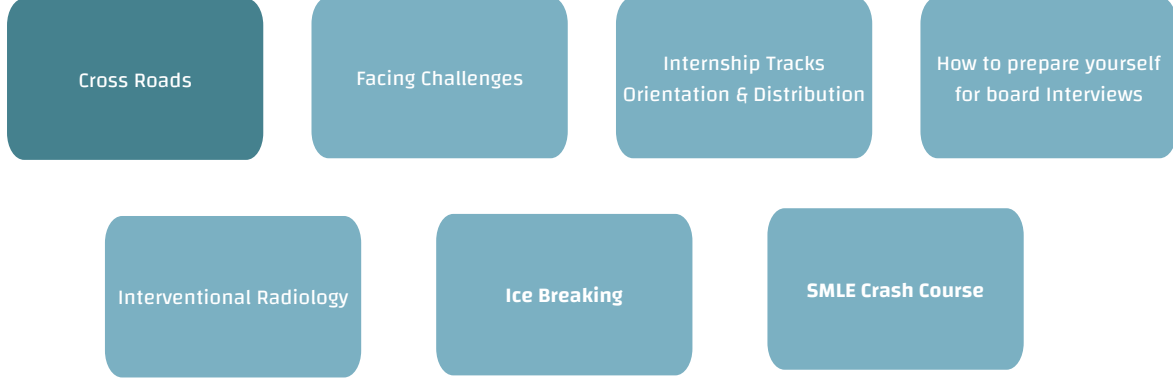 Cross Roads
Facing Challenges
Internship Tracks
Orientation & Distribution
How to prepare yourself
for board Interviews
Interventional Radiology
Ice Breaking
SMLE Crash Course